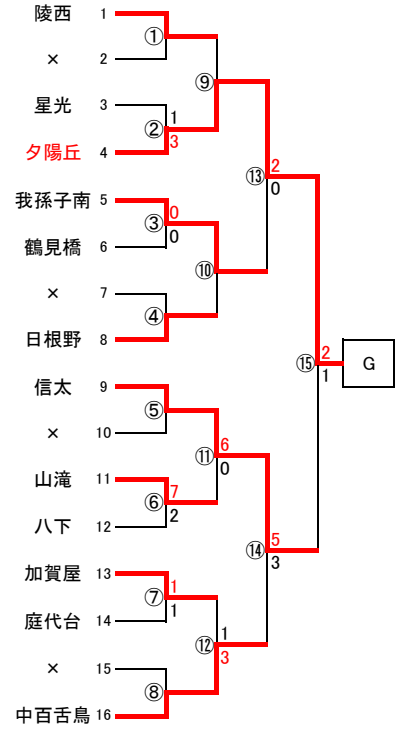 陵西 1
①
× 2
⑨
星光 3
1
②
3
夕陽丘 4
2
⑬
0
我孫子南 5
0
③
0
鶴見橋 6
⑩
× 7
④
日根野 8
2
⑮
1
G
信太 9
⑤
× 10
6
⑪
0
山滝 11
7
⑥
2
八下 12
5
⑭
3
加賀屋 13
1
⑦
1
庭代台 14
1
⑫
3
× 15
⑧
中百舌鳥 16